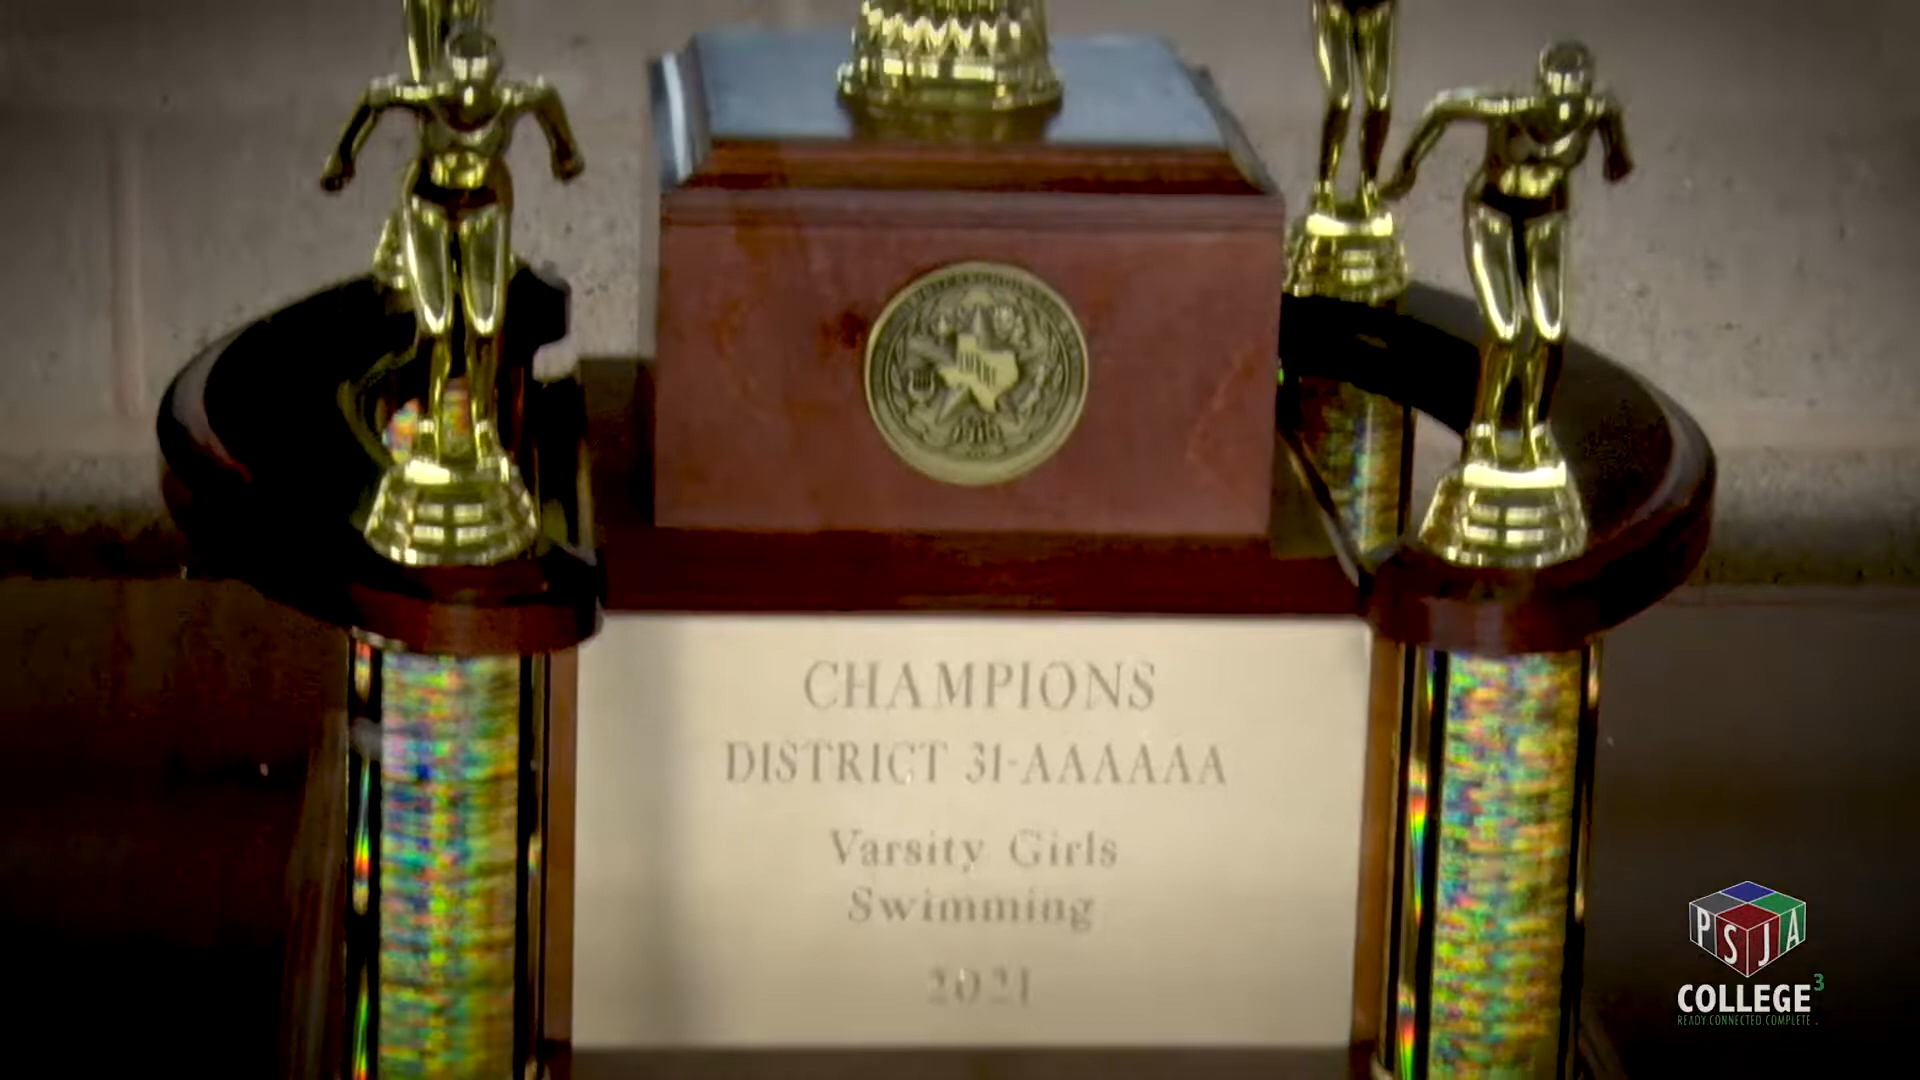 CHAMPIONS
DISTRICT 31-AAAAAA
Varsity Girls
Swimming
2021
PSJA
COLLEGE³
READY.CONNECTED.COMPLETE.